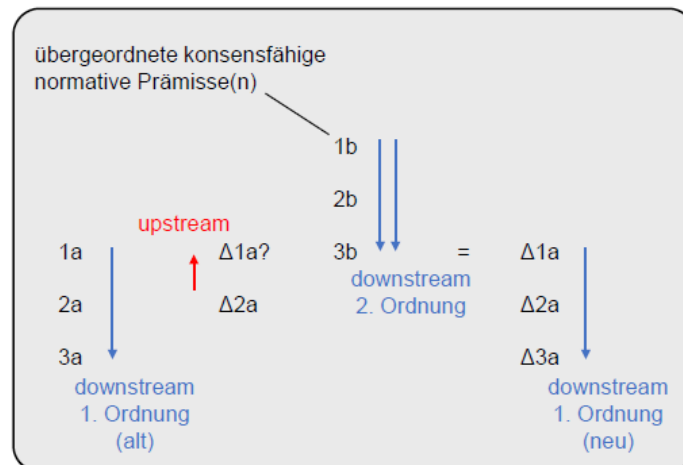 übergeordnete konsensfähige
normative Prämisse(n)
1b
2b
upstream
1a Δ1a? 3b = Δ1a
downstream
2. Ordnung
2a Δ2a Δ2a
3a Δ3a
downstream
1. Ordnung
(alt)
downstream
1. Ordnung
(neu)